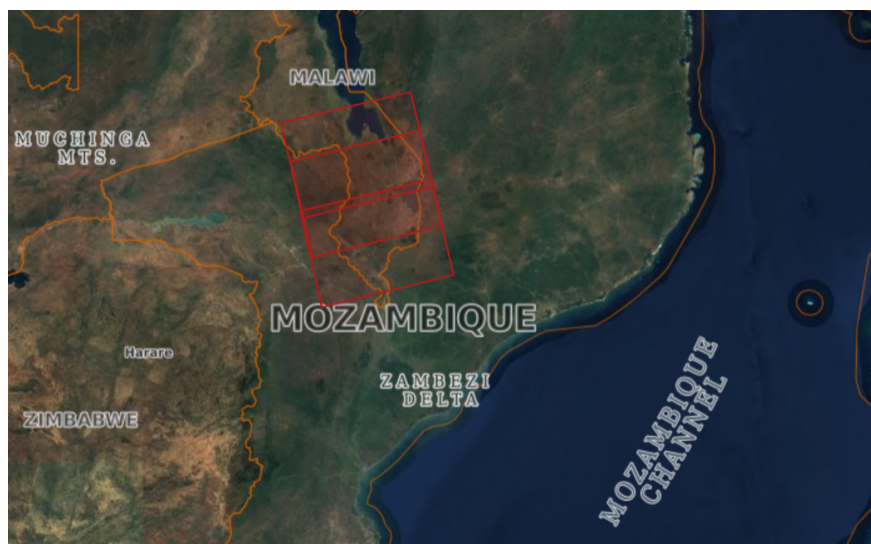 MALAWI
MUCHINGA
MTS.
MOZAMBIQUE
Harare
ZAMBEZI
DELTA
ZIMBABWE
MOZAMBIQUE
CHANNEL